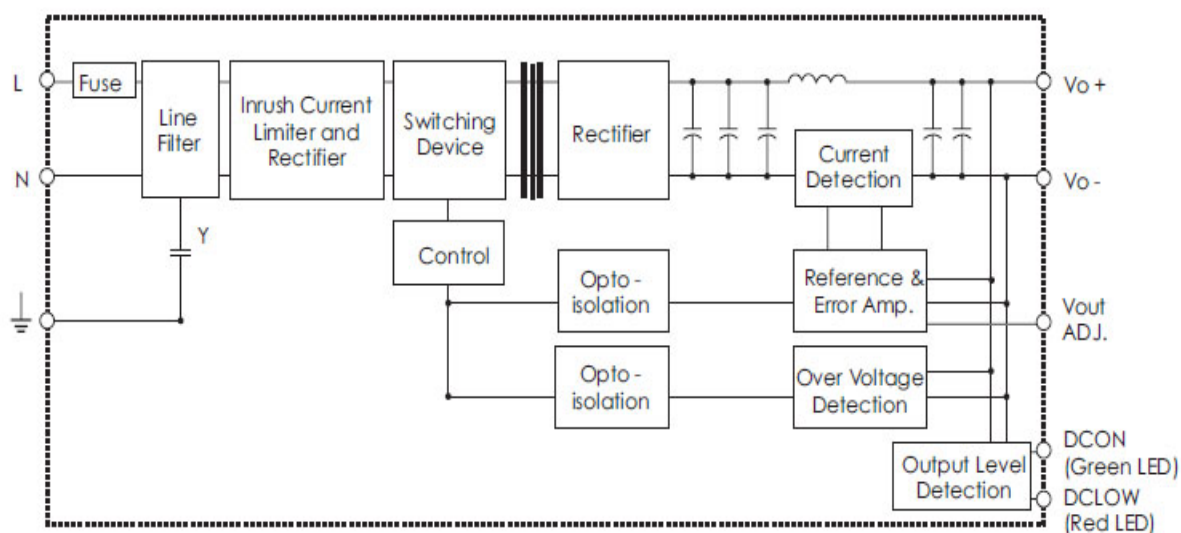 L
Fuse
Line
Filter
Inrush Current
Limiter and
Rectifier
Switching
Device
Rectifier
Current
Detection
Vo +
N
Vo -
Y
Control
Opto -
isolation
Reference &
Error Amp.
Vout
ADJ.
Opto -
isolation
Over Voltage
Detection
Output Level
Detection
DCON
(Green LED)
DCLOW
(Red LED)